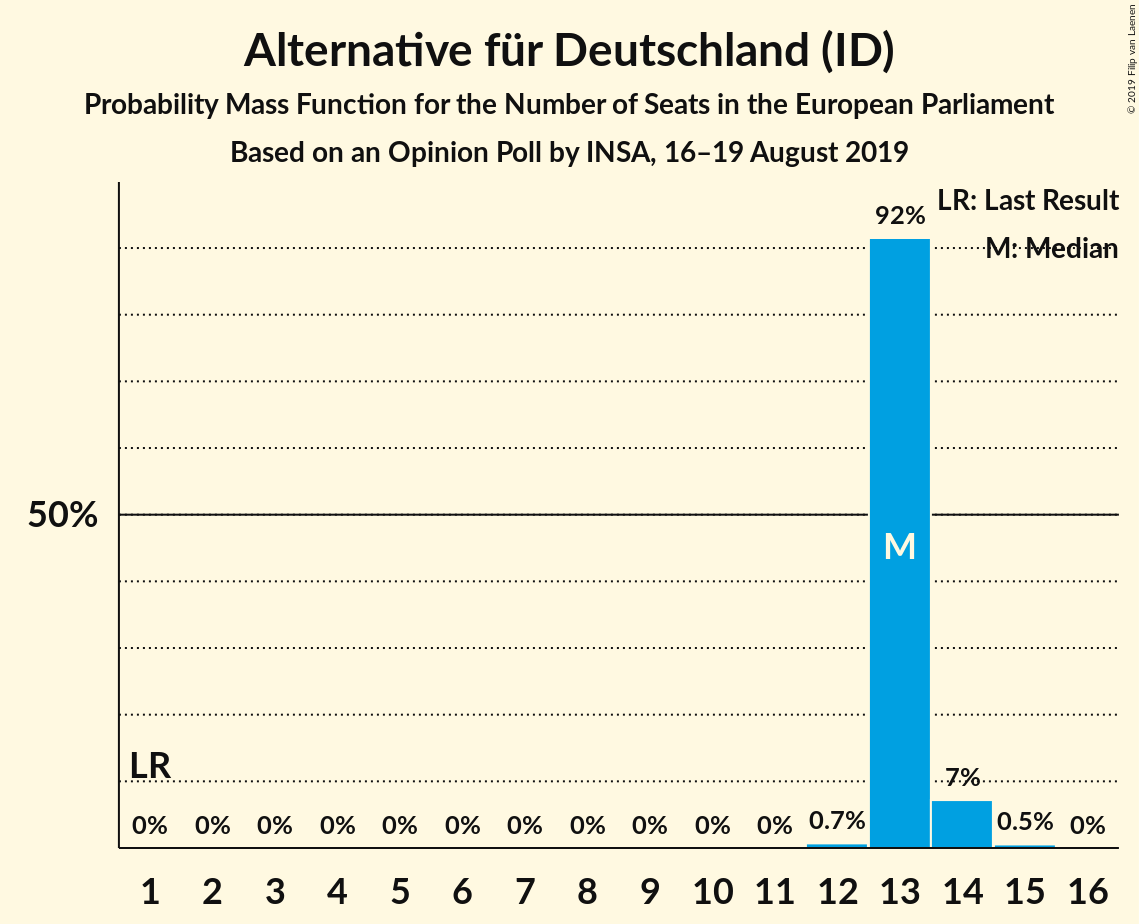 Alternative für Deutschland (ID)
Probability Mass Function for the Number of Seats in the European Parliament
Based on an Opinion Poll by INSA, 16–19 August 2019
© 2019 Filip van Laenen
LR: Last Result
M: Median
92%
50%
M
LR
7%
0% 0% 0% 0% 0% 0% 0% 0% 0% 0% 0% 0.7% 0.5% 0%
1 2 3 4 5 6 7 8 9 10 11 12 13 14 15 16